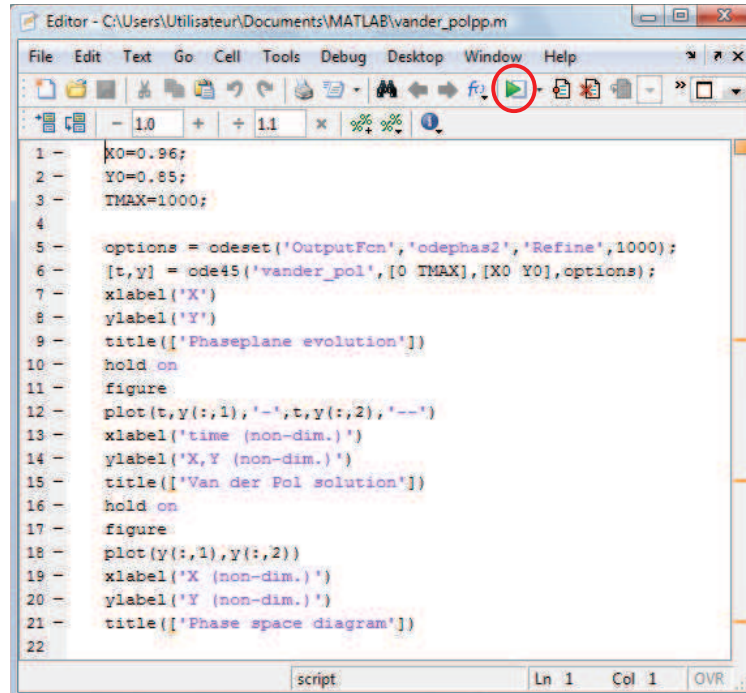 Editor - C:\Users\Utilisateur\Documents\MATLAB\vander_polpp.m
File Edit Text Go Cell Tools Debug Desktop Window Help
- 1.0 + ÷ 1.1 ×
1 - X0=0.96;
2 - Y0=0.85;
3 - TMAX=1000;
4
5 - options = odeset('OutputFcn','odephas2','Refine',1000);
6 - [t,y] = ode45('vander_pol',[0 TMAX],[X0 Y0],options);
7 - xlabel('X')
8 - ylabel('Y')
9 - title(['Phaseplane evolution'])
10 - hold on
11 - figure
12 - plot(t,y(:,1),'-',t,y(:,2),'--')
13 - xlabel('time (non-dim.)')
14 - ylabel('X,Y (non-dim.)')
15 - title(['Van der Pol solution'])
16 - hold on
17 - figure
18 - plot(y(:,1),y(:,2))
19 - xlabel('X (non-dim.)')
20 - ylabel('Y (non-dim.)')
21 - title(['Phase space diagram'])
22
script Ln 1 Col 1 OVR